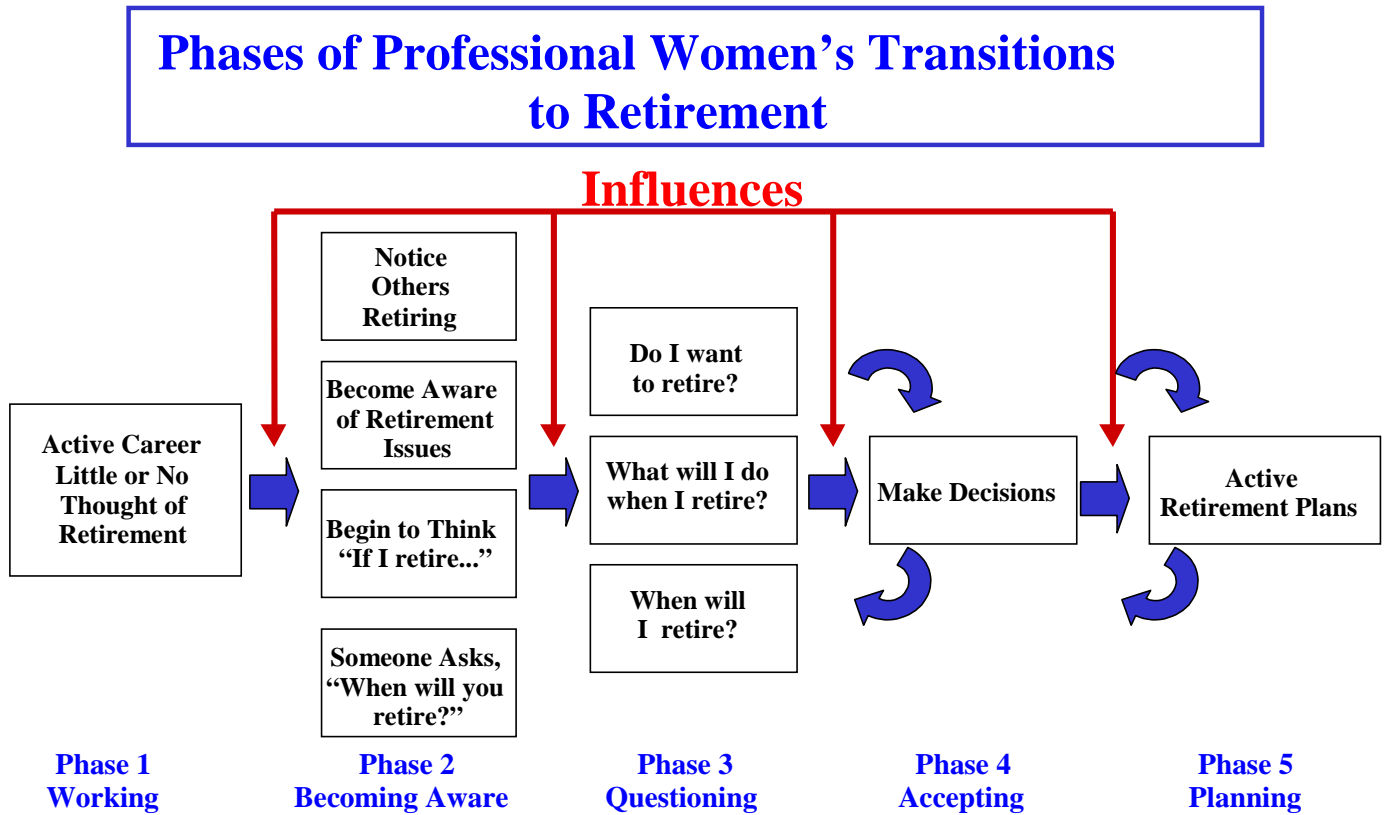 Phases of Professional Women’s Transitions
to Retirement
Influences
Active Career
Little or No
Thought of
Retirement
Notice
Others
Retiring
Become Aware
of Retirement
Issues
Begin to Think
“If I retire...”
Someone Asks,
“When will you
retire?”
Do I want
to retire?
What will I do
when I retire?
When will
I retire?
Make Decisions
Active
Retirement Plans
Phase 1
Working
Phase 2
Becoming Aware
Phase 3
Questioning
Phase 4
Accepting
Phase 5
Planning